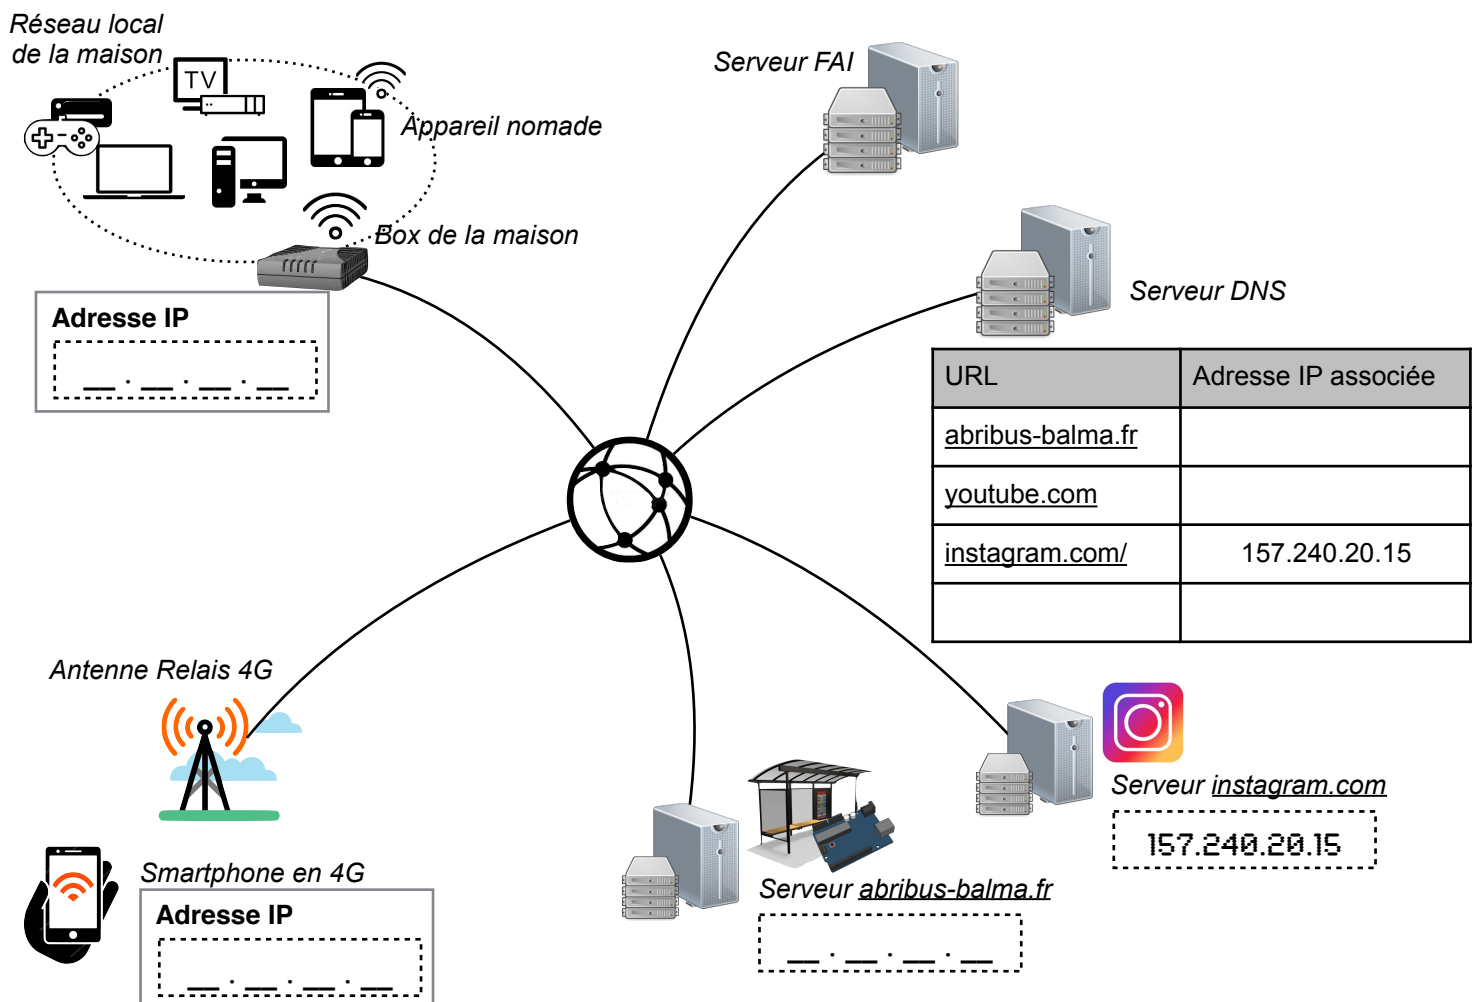 Réseau local
de la maison
TV
Appareil nomade
Box de la maison
Adresse IP
__ . __ . __ . __
Serveur FAI
Serveur DNS
URL
Adresse IP associée
abribus-balma.fr
youtube.com
instagram.com/
157.240.20.15
Antenne Relais 4G
Smartphone en 4G
Adresse IP
__ . __ . __ . __
Serveur abribus-balma.fr
__ . __ . __ . __
Serveur instagram.com
157.240.20.15